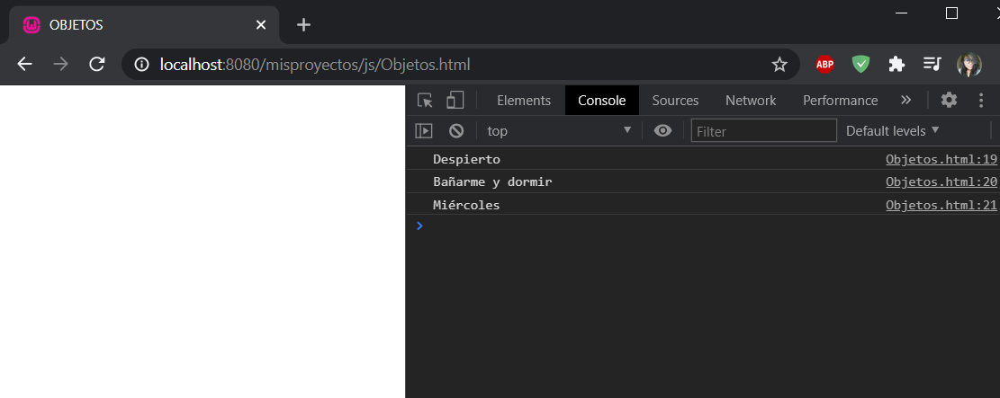 OBJETOS
localhost:8080/misproyectos/js/Objetos.html
ABP
Elements Console Sources Network Performance
top Filter Default levels
Despierto Objetos.html:19
Bañarme y dormir Objetos.html:20
Miércoles Objetos.html:21